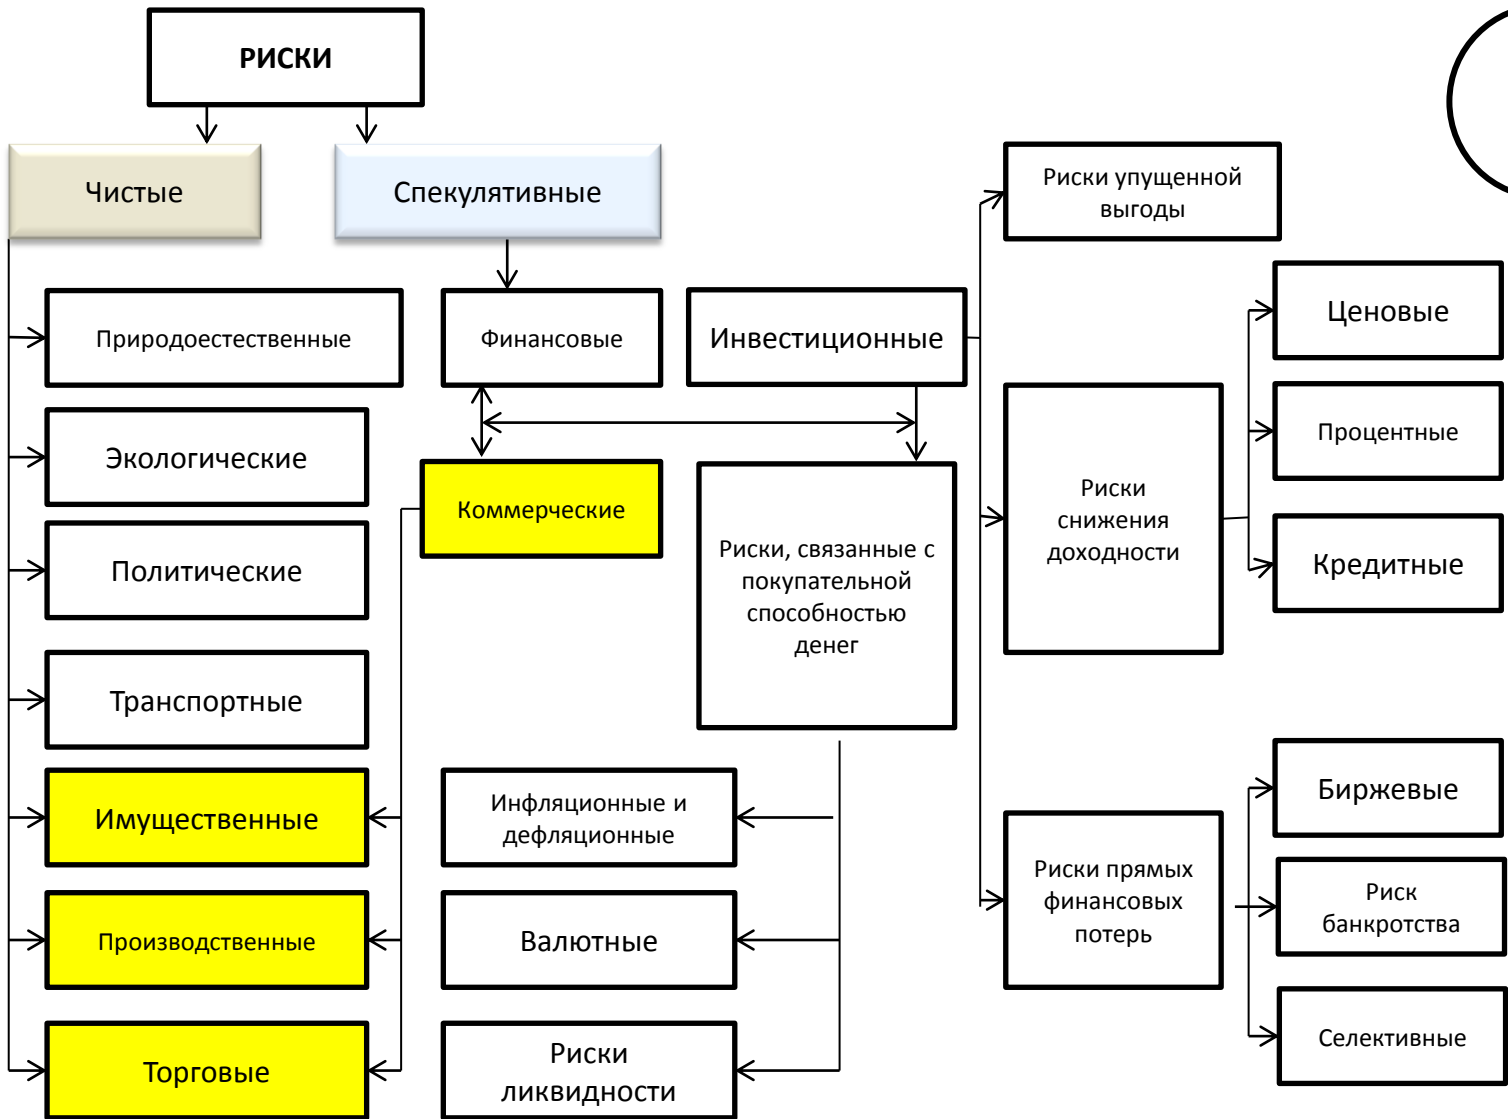 РИСКИ
Чистые
Спекулятивные
Риски упущенной
выгоды
Природоестественные
Финансовые
Инвестиционные
Ценовые
Экологические
Процентные
Коммерческие
Риски
снижения
доходности
Риски, связанные с
покупательной
способностью
денег
Политические
Кредитные
Транспортные
Имущественные
Инфляционные и
дефляционные
Биржевые
Риски прямых
финансовых
потерь
Риск
банкротства
Производственные
Валютные
Селективные
Торговые
Риски
ликвидности